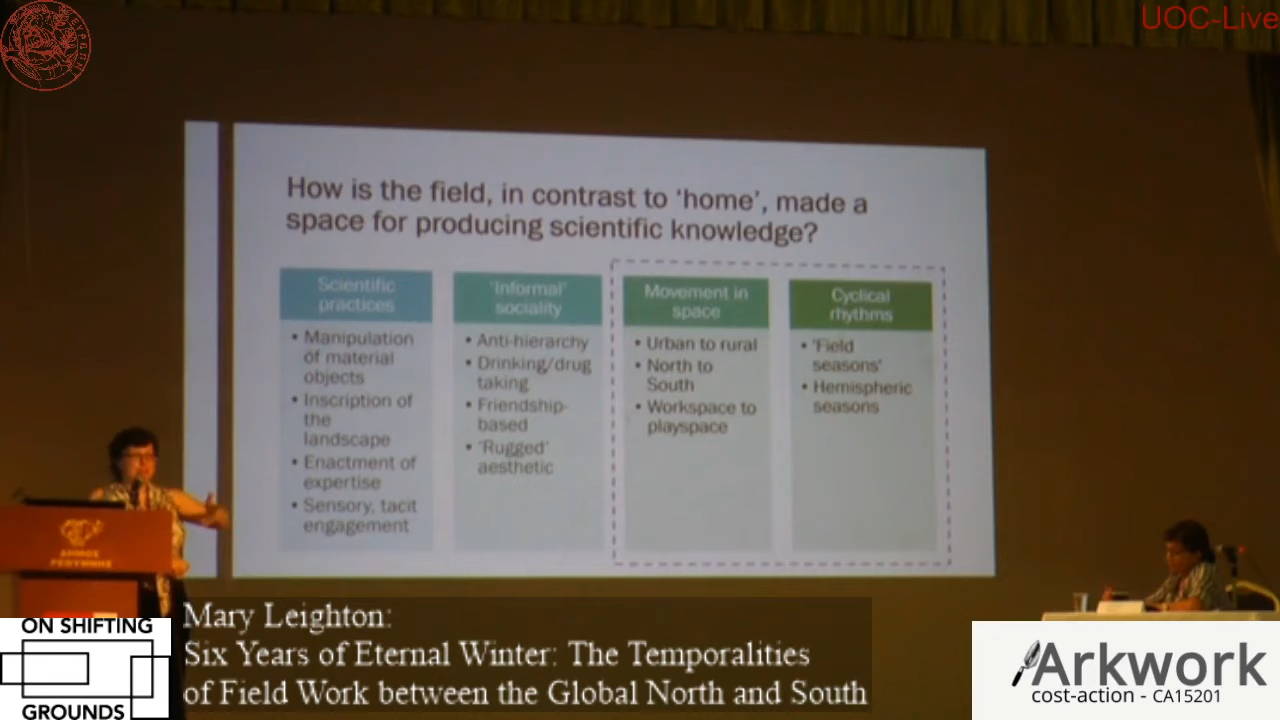 UOC-Live
How is the field, in contrast to ‘home’, made a
space for producing scientific knowledge?
Scientific
practices
• Manipulation
of material
objects
• Inscription of
the
landscape
• Enactment of
expertise
• Sensory, tacit
engagement
‘Informal’
sociality
• Anti-hierarchy
• Drinking/drug
taking
• Friendship-
based
• ‘Rugged’
aesthetic
Movement in
space
• Urban to rural
• North to
South
• Workspace to
playspace
Cyclical
rhythms
• ‘Field
seasons’
• Hemispheric
seasons
ΔΗΜΟΣ
ΡΕΘΥΜΝΗΣ
ON SHIFTING
GROUNDS
Mary Leighton:
Six Years of Eternal Winter: The Temporalities
of Field Work between the Global North and South
Arkwork
cost-action - CA15201